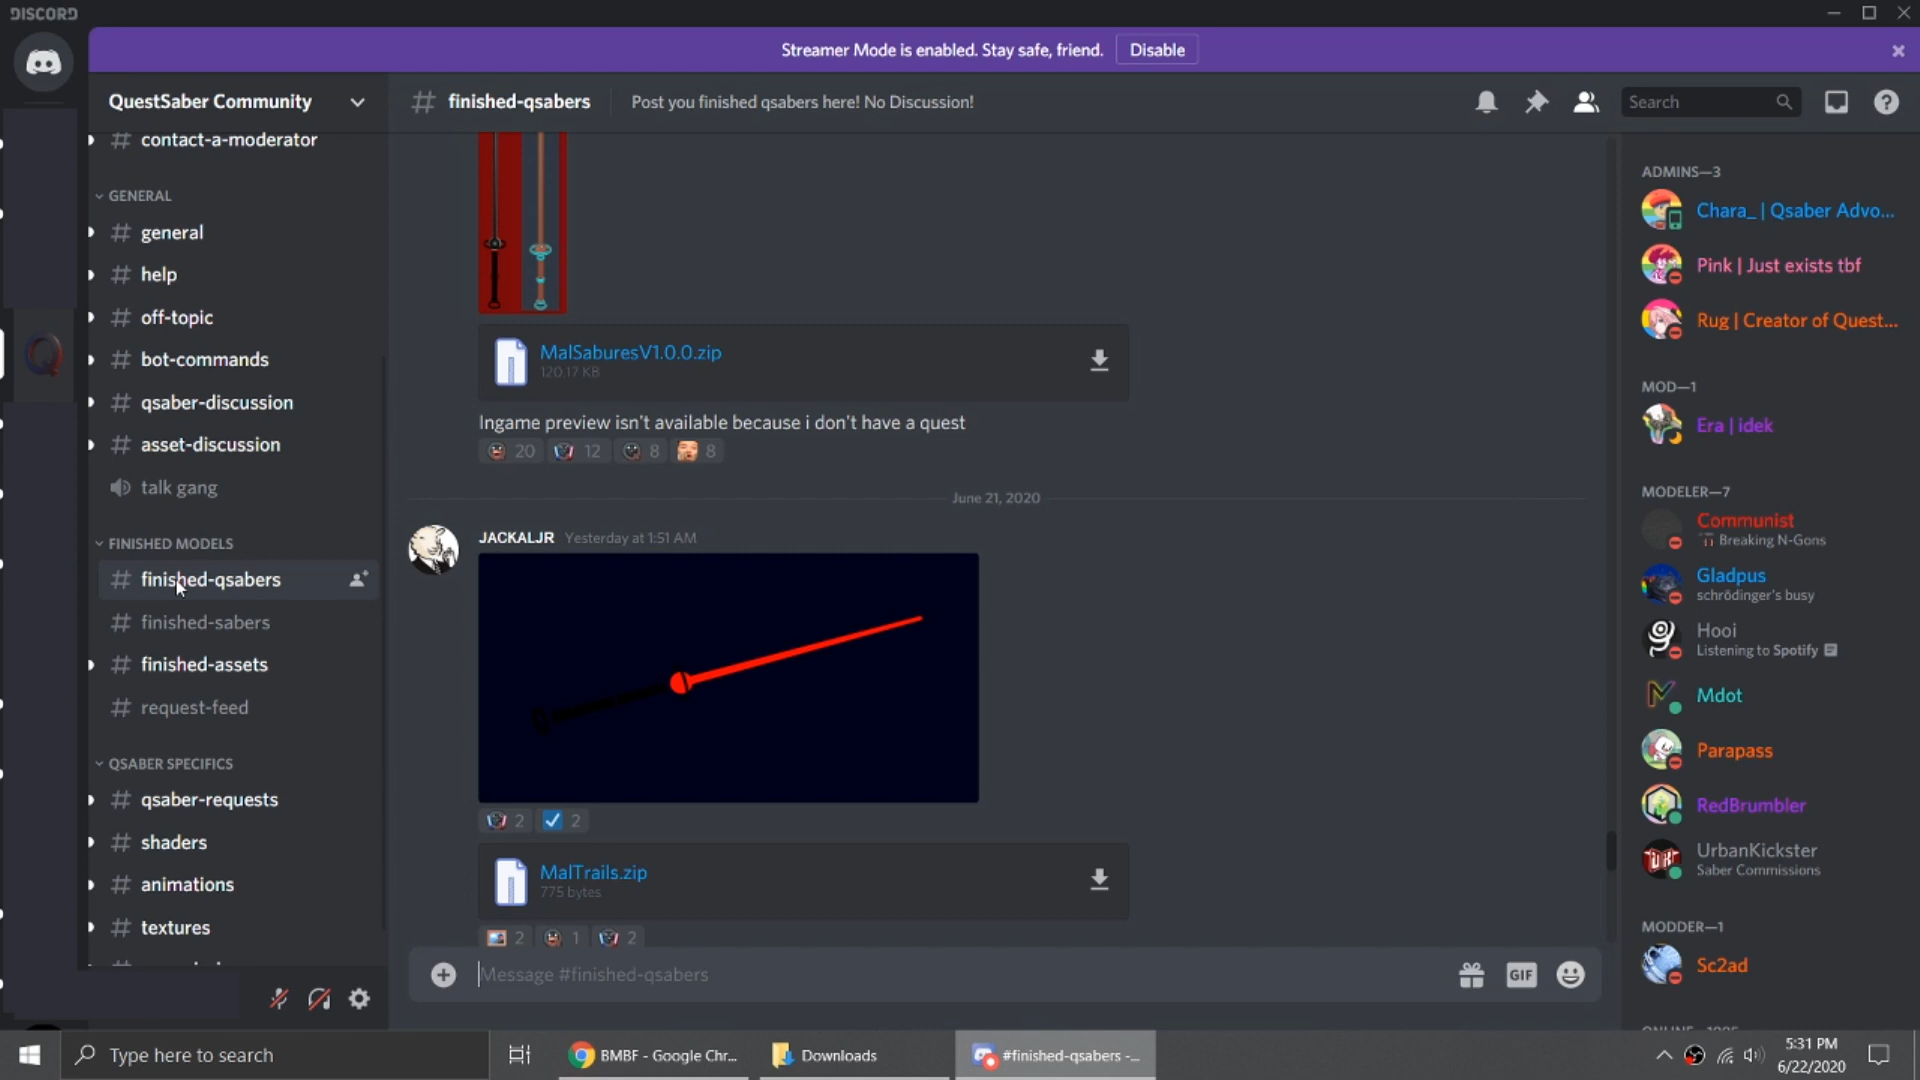 DISCORD
Streamer Mode is enabled. Stay safe, friend.
Disable
QuestSaber Community
finished-qsabers
Post you finished qsabers here! No Discussion!
Search
contact-a-moderator
GENERAL
general
help
off-topic
bot-commands
qsaber-discussion
asset-discussion
talk gang
FINISHED MODELS
finished-qsabers
finished-sabers
finished-assets
request-feed
QSABER SPECIFICS
qsaber-requests
shaders
animations
textures
MalSaburesV1.0.0.zip
120.17 KB
Ingame preview isn't available because i don't have a quest
20 12 8 8
June 21, 2020
JACKALJR Yesterday at 1:51 AM
2 2
MalTrails.zip
775 bytes
2 1 2
Message #finished-qsabers
GIF
ADMINS—3
Chara_ | Qsaber Advo...
Pink | Just exists tbf
Rug | Creator of Quest...
MOD—1
Era | idek
MODELER—7
Communist
Breaking N-Gons
Gladpus
schrödinger's busy
Hooi
Listening to Spotify
Mdot
Parapass
RedBrumbler
UrbanKickster
Saber Commissions
MODDER—1
Sc2ad
Type here to search
BMBF - Google Chr...
Downloads
#finished-qsabers -...
5:31 PM
6/22/2020